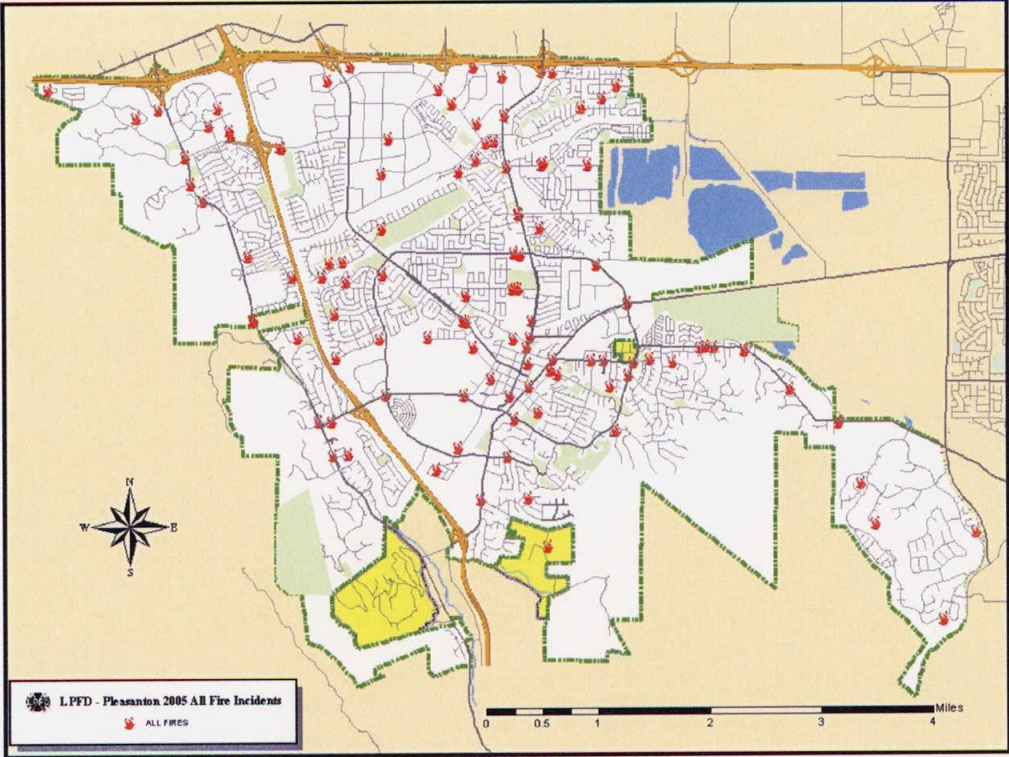 N
W E
S
LPFD - Pleasanton 2005 All Fire Incidents
ALL FIRES
Miles
0 0.5 1 2 3 4